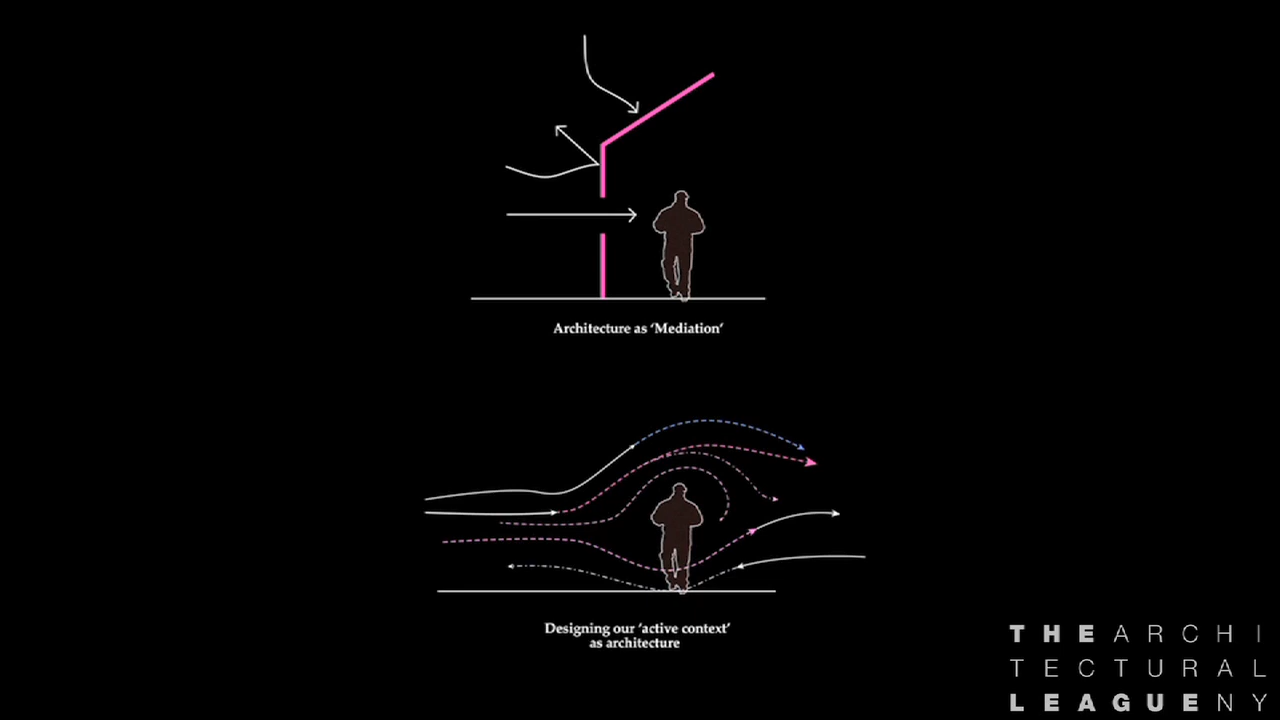 Architecture as ‘Mediation‘
Designing our ‘active context’
as architecture
THE ARCHI
TECTURAL
LEAGUE NY